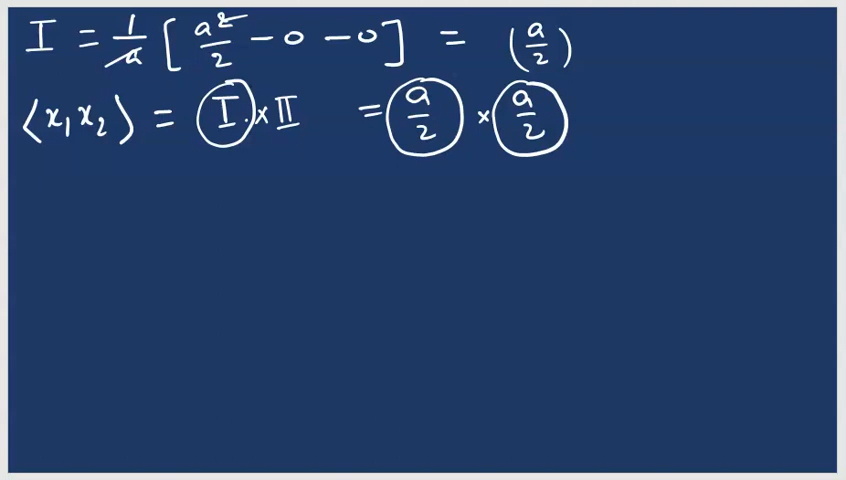 I = 1/a [ a²/2 - 0 - 0 ] = (a/2)
⟨x₁x₂⟩ = I . × II = a/2 × a/2